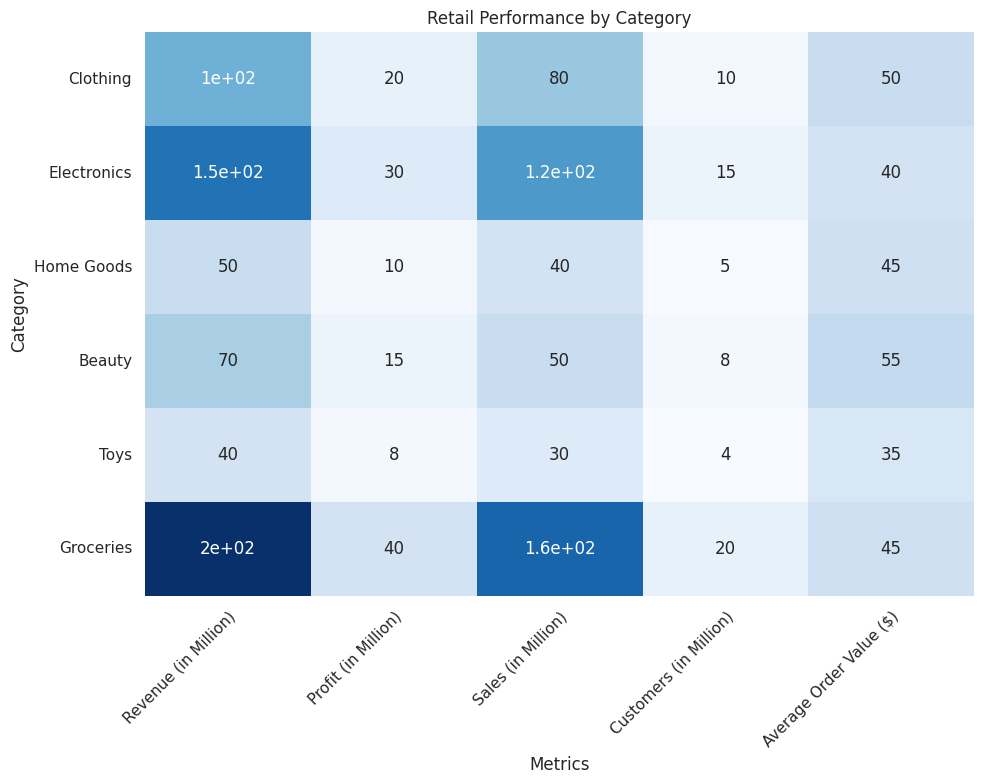 Retail Performance by Category
Category
Clothing 1e+02 20 80 10 50
Electronics 1.5e+02 30 1.2e+02 15 40
Home Goods 50 10 40 5 45
Beauty 70 15 50 8 55
Toys 40 8 30 4 35
Groceries 2e+02 40 1.6e+02 20 45
Revenue (in Million) Profit (in Million) Sales (in Million) Customers (in Million) Average Order Value ($)
Metrics